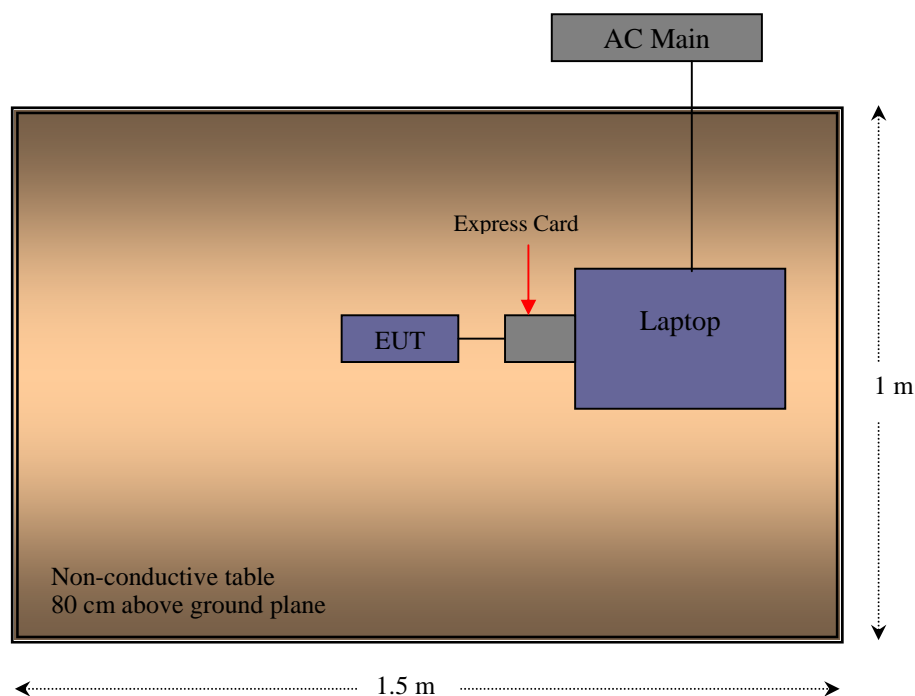 AC Main
Express Card
EUT
Laptop
1 m
Non-conductive table
80 cm above ground plane
1.5 m